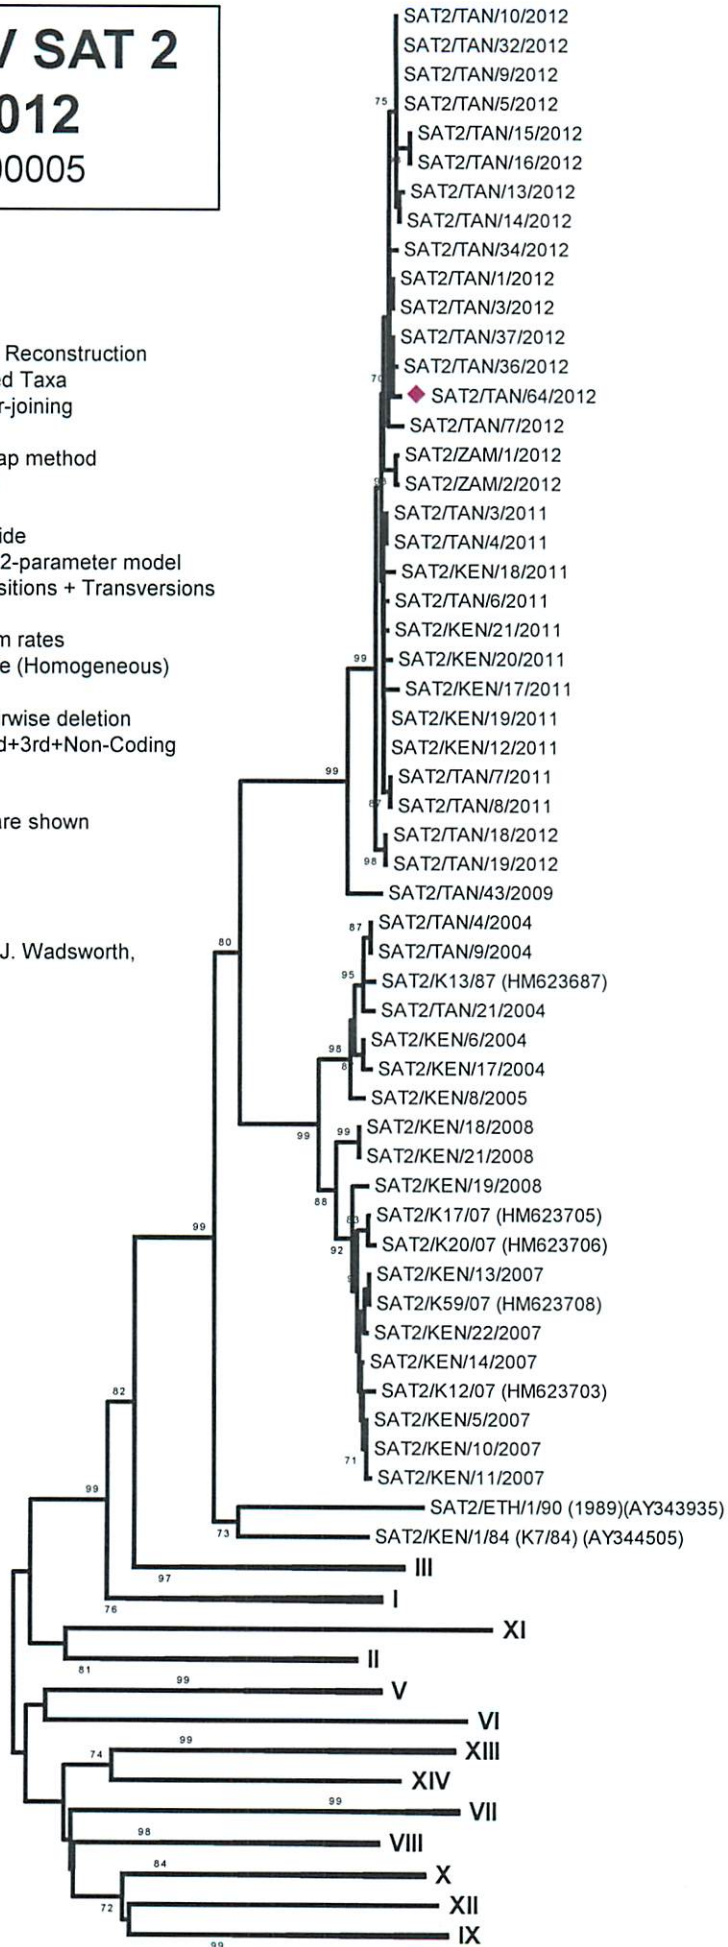 V SAT 2
012
00005
Reconstruction
ed Taxa
r-joining
ap method
ide
2-parameter model
sitions + Transversions
m rates
e (Homogeneous)
rwise deletion
d+3rd+Non-Coding
are shown
J. Wadsworth,
SAT2/TAN/10/2012
SAT2/TAN/32/2012
SAT2/TAN/9/2012
75
SAT2/TAN/5/2012
SAT2/TAN/15/2012
SAT2/TAN/16/2012
SAT2/TAN/13/2012
SAT2/TAN/14/2012
SAT2/TAN/34/2012
SAT2/TAN/1/2012
SAT2/TAN/3/2012
SAT2/TAN/37/2012
SAT2/TAN/36/2012
70
SAT2/TAN/64/2012
SAT2/TAN/7/2012
SAT2/ZAM/1/2012
SAT2/ZAM/2/2012
SAT2/TAN/3/2011
SAT2/TAN/4/2011
SAT2/KEN/18/2011
SAT2/TAN/6/2011
SAT2/KEN/21/2011
99
SAT2/KEN/20/2011
SAT2/KEN/17/2011
SAT2/KEN/19/2011
SAT2/KEN/12/2011
99
SAT2/TAN/7/2011
87
SAT2/TAN/8/2011
SAT2/TAN/18/2012
98
SAT2/TAN/19/2012
SAT2/TAN/43/2009
SAT2/TAN/4/2004
87
80
SAT2/TAN/9/2004
95
SAT2/K13/87 (HM623687)
SAT2/TAN/21/2004
SAT2/KEN/6/2004
98
SAT2/KEN/17/2004
SAT2/KEN/8/2005
SAT2/KEN/18/2008
99
99
SAT2/KEN/21/2008
SAT2/KEN/19/2008
88
SAT2/K17/07 (HM623705)
83
99
SAT2/K20/07 (HM623706)
92
SAT2/KEN/13/2007
SAT2/K59/07 (HM623708)
SAT2/KEN/22/2007
SAT2/KEN/14/2007
82
SAT2/K12/07 (HM623703)
SAT2/KEN/5/2007
SAT2/KEN/10/2007
71
SAT2/KEN/11/2007
99
SAT2/ETH/1/90 (1989)(AY343935)
73
SAT2/KEN/1/84 (K7/84) (AY344505)
III
97
I
76
XI
II
81
99
V
VI
99
XIII
74
XIV
99
VII
98
VIII
84
X
72
XII
IX
99